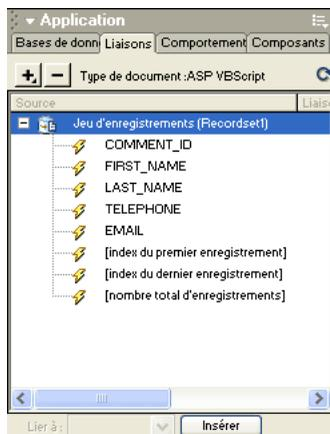 Application
Bases de donn Liaisons Comportement Composants
Type de document :ASP VBScript
Source Liais
Jeu d'enregistrements (Recordset1)
COMMENT_ID
FIRST_NAME
LAST_NAME
TELEPHONE
EMAIL
[index du premier enregistrement]
[index du dernier enregistrement]
[nombre total d'enregistrements]
Lier à : Insérer